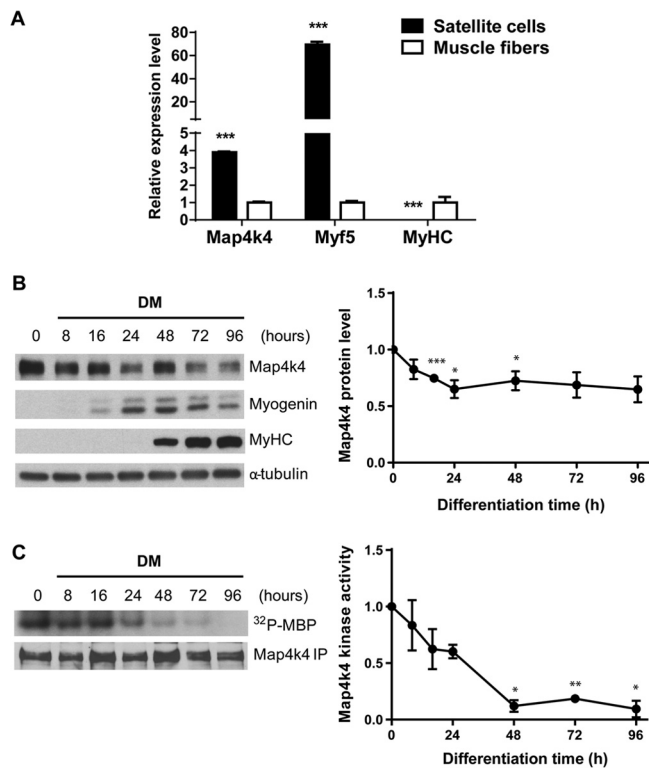 A
Relative expression level
80
60
40
20
5
4
3
2
1
0
***
***
***
Satellite cells
Muscle fibers
Map4k4 Myf5 MyHC
B
DM
0 8 16 24 48 72 96 (hours)
Map4k4
Myogenin
MyHC
α-tubulin
Map4k4 protein level
1.5
1.0
0.5
0.0
*** * *
0 24 48 72 96
Differentiation time (h)
C
DM
0 8 16 24 48 72 96 (hours)
³²P-MBP
Map4k4 IP
Map4k4 kinase activity
1.5
1.0
0.5
0.0
* ** *
0 24 48 72 96
Differentiation time (h)